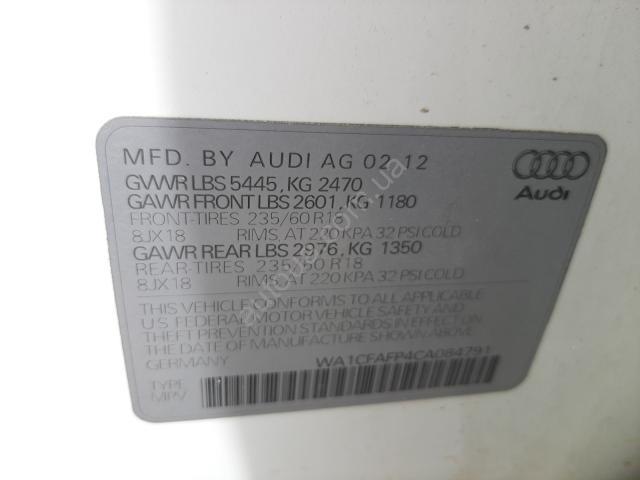 MFD. BY AUDI AG 02-12
GVWR LBS 5445, KG 2470
GAWR FRONT LBS 2601, KG 1180
FRONT-TIRES 235/60 R18
8JX18 RIMS, AT 220 KPA 32 PSI COLD
GAWR REAR LBS 2976, KG 1350
REAR-TIRES 235/60 R18
8JX18 RIMS, AT 220 KPA 32 PSI COLD
THIS VEHICLE CONFORMS TO ALL APPLICABLE
U.S. FEDERAL MOTOR VEHICLE SAFETY AND
THEFT PREVENTION STANDARDS IN EFFECT ON
THE DATE OF MANUFACTURE SHOWN ABOVE.
GERMANY WA1CFAFP4CA084791
TYPE:
MPV
Audi